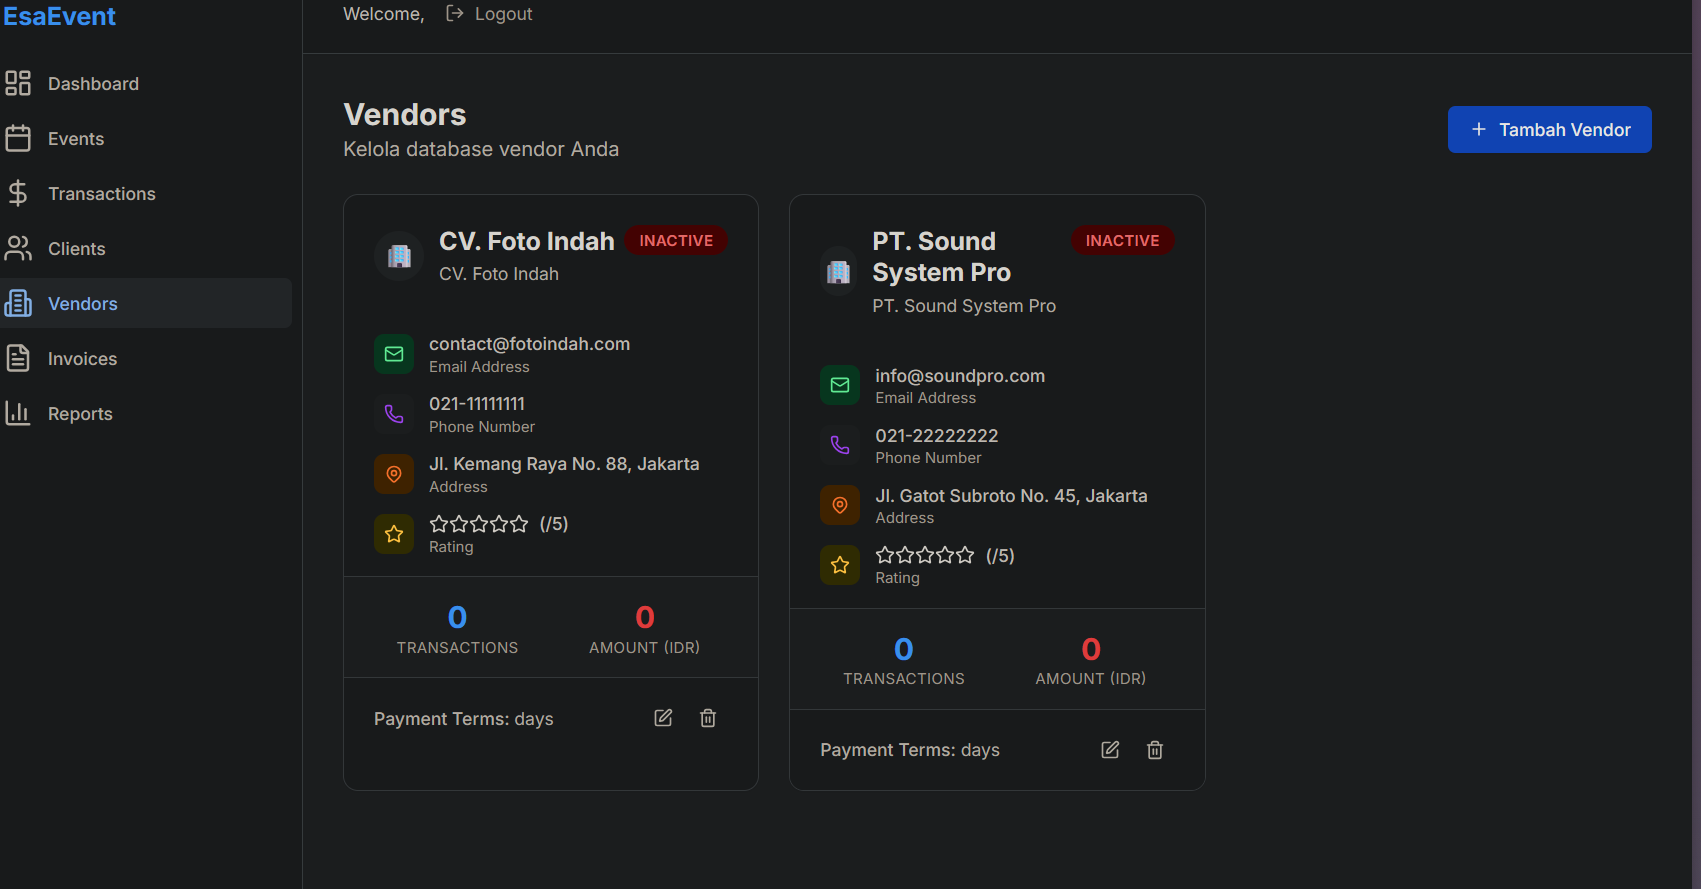 EsaEvent
Welcome, Logout
Dashboard
Events
Transactions
Clients
Vendors
Invoices
Reports
Vendors
Kelola database vendor Anda
+ Tambah Vendor
CV. Foto Indah
INACTIVE
CV. Foto Indah
contact@fotoindah.com
Email Address
021-11111111
Phone Number
Jl. Kemang Raya No. 88, Jakarta
Address
(/5)
Rating
0
TRANSACTIONS
0
AMOUNT (IDR)
Payment Terms: days
PT. Sound
System Pro
INACTIVE
PT. Sound System Pro
info@soundpro.com
Email Address
021-22222222
Phone Number
Jl. Gatot Subroto No. 45, Jakarta
Address
(/5)
Rating
0
TRANSACTIONS
0
AMOUNT (IDR)
Payment Terms: days